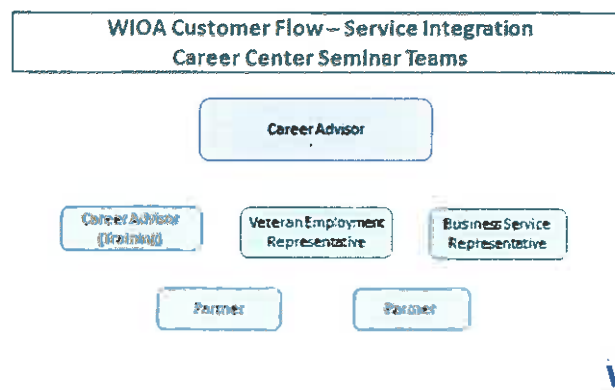 WIOA Customer Flow – Service Integration
Career Center Seminar Teams
Career Advisor
Career Advisor
(Training)
Veteran Employment
Representative
Business Service
Representative
Partner
Partner